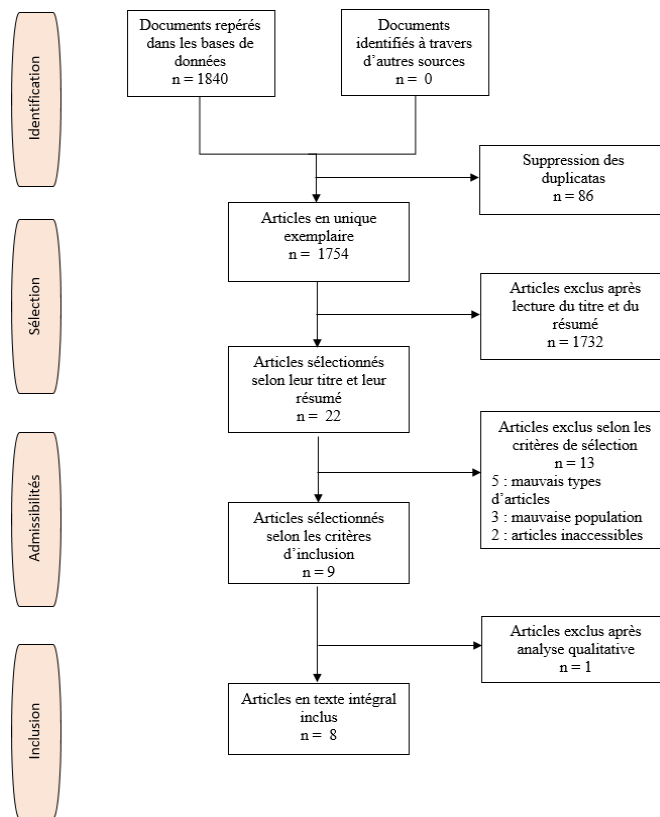 Identification
Documents repérés
dans les bases de
données
n = 1840
Documents
identifiés à travers
d'autres sources
n = 0
Suppression des
duplicatas
n = 86
Articles en unique
exemplaire
n = 1754
Sélection
Articles exclus après
lecture du titre et du
résumé
n = 1732
Articles sélectionnés
selon leur titre et leur
résumé
n = 22
Admissibilités
Articles exclus selon les
critères de sélection
n = 13
5 : mauvais types
d'articles
3 : mauvaise population
2 : articles inaccessibles
Articles sélectionnés
selon les critères
d'inclusion
n = 9
Articles exclus après
analyse qualitative
n = 1
Inclusion
Articles en texte intégral
inclus
n = 8